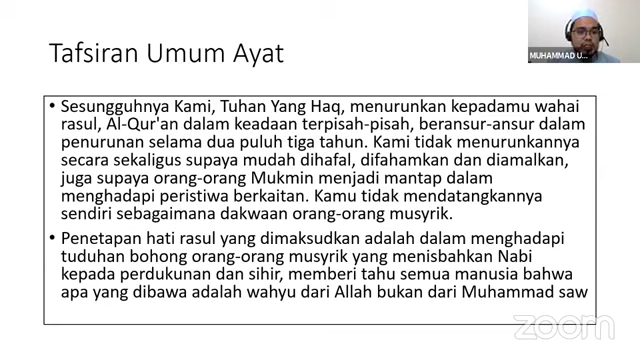 Tafsiran Umum Ayat
MUHAMMAD U...
• Sesungguhnya Kami, Tuhan Yang Haq, menurunkan kepadamu wahai
rasul, Al-Qur'an dalam keadaan terpisah-pisah, beransur-ansur dalam
penurunan selama dua puluh tiga tahun. Kami tidak menurunkannya
secara sekaligus supaya mudah dihafal, difahamkan dan diamalkan,
juga supaya orang-orang Mukmin menjadi mantap dalam
menghadapi peristiwa berkaitan. Kamu tidak mendatangkannya
sendiri sebagaimana dakwaan orang-orang musyrik.
• Penetapan hati rasul yang dimaksudkan adalah dalam menghadapi
tuduhan bohong orang-orang musyrik yang menisbahkan Nabi
kepada perdukunan dan sihir, memberi tahu semua manusia bahwa
apa yang dibawa adalah wahyu dari Allah bukan dari Muhammad saw
zoom